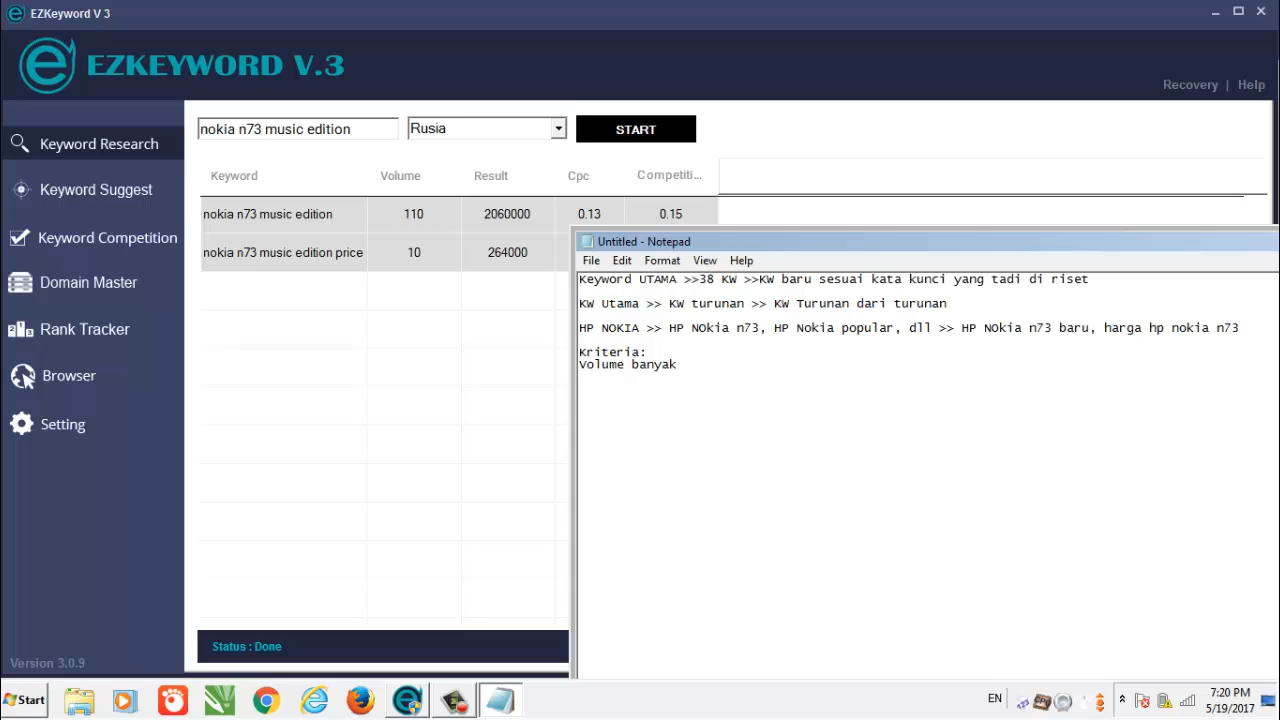 EZKeyword V 3
EZKEYWORD V.3
Recovery | Help
Keyword Research
Keyword Suggest
Keyword Competition
Domain Master
Rank Tracker
Browser
Setting
Version 3.0.9
nokia n73 music edition Rusia START
Keyword Volume Result Cpc Competiti...
nokia n73 music edition 110 2060000 0.13 0.15
nokia n73 music edition price 10 264000
Status : Done
Untitled - Notepad
File Edit Format View Help
Keyword UTAMA >>38 KW >>KW baru sesuai kata kunci yang tadi di riset
KW Utama >> KW turunan >> KW Turunan dari turunan
HP NOKIA >> HP NOkia n73, HP Nokia popular, dll >> HP NOkia n73 baru, harga hp nokia n73
Kriteria:
Volume banyak
Start
EN
7:20 PM
5/19/2017